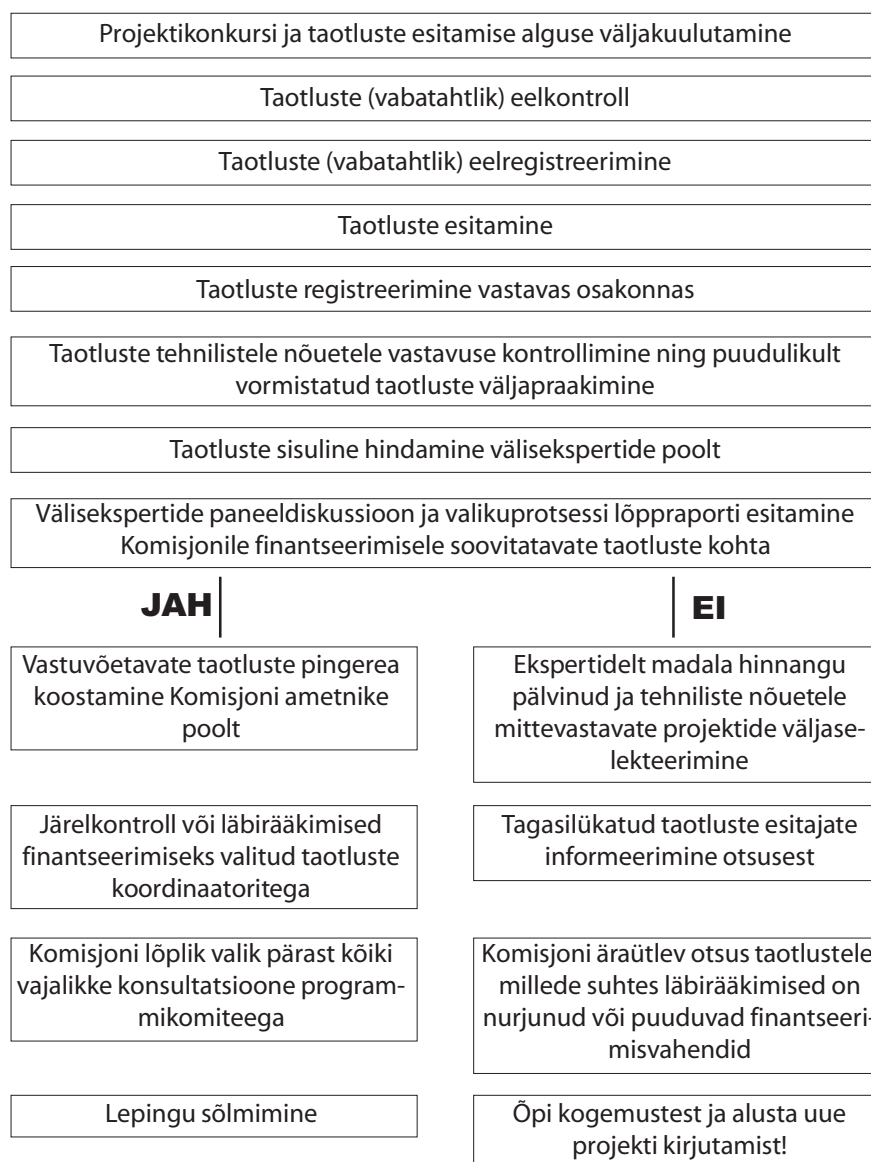 Projektikonkursi ja taotluste esitamise alguse väljakuulutamine
Taotluste (vabatahtlik) eelkontroll
Taotluste (vabatahtlik) eelregistreerimine
Taotluste esitamine
Taotluste registreerimine vastavas osakonnas
Taotluste tehnilistele nõuetele vastavuse kontrollimine ning puudulikult
vormistatud taotluste väljapraakimine
Taotluste sisuline hindamine välisekspertide poolt
Välisekspertide paneeldiskussioon ja valikuprotsessi lõppraporti esitamine
Komisjonile finantseerimisele soovitatavate taotluste kohta
JAH
Vastuvõetavate taotluste pingerea
koostamine Komisjoni ametnike
poolt
Järelkontroll või läbirääkimised
finantseerimiseks valitud taotluste
koordinaatoritega
Komisjoni lõplik valik pärast kõiki
vajalikke konsultatsioone program-
mikomiteega
Lepingu sõlmimine
EI
Ekspertidelt madala hinnangu
pälvinud ja tehniliste nõuetele
mittevastavate projektide väljase-
lekteerimine
Tagasilükatud taotluste esitajate
informeerimine otsusest
Komisjoni äraütlev otsus taotlustele
millede suhtes läbirääkimised on
nurjunud või puuduvad finantseeri-
misvahendid
Õpi kogemustest ja alusta uue
projekti kirjutamist!